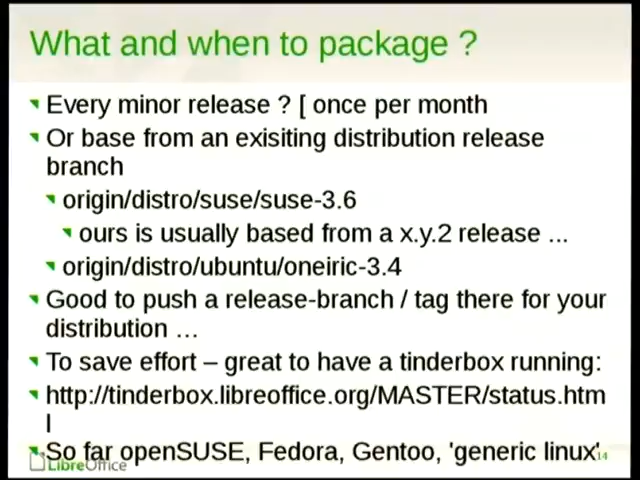 What and when to package ?
Every minor release ? [ once per month
Or base from an exisiting distribution release
branch
origin/distro/suse/suse-3.6
ours is usually based from a x.y.2 release ...
origin/distro/ubuntu/oneiric-3.4
Good to push a release-branch / tag there for your
distribution …
To save effort – great to have a tinderbox running:
http://tinderbox.libreoffice.org/MASTER/status.htm
l
So far openSUSE, Fedora, Gentoo, 'generic linux'
LibreOffice
14